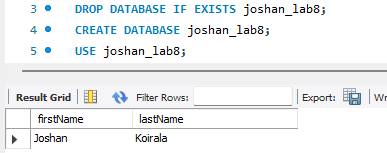 3 DROP DATABASE IF EXISTS joshan_lab8;
4 CREATE DATABASE joshan_lab8;
5 USE joshan_lab8;
Result Grid Filter Rows: Export: Wr
firstName lastName
Joshan Koirala